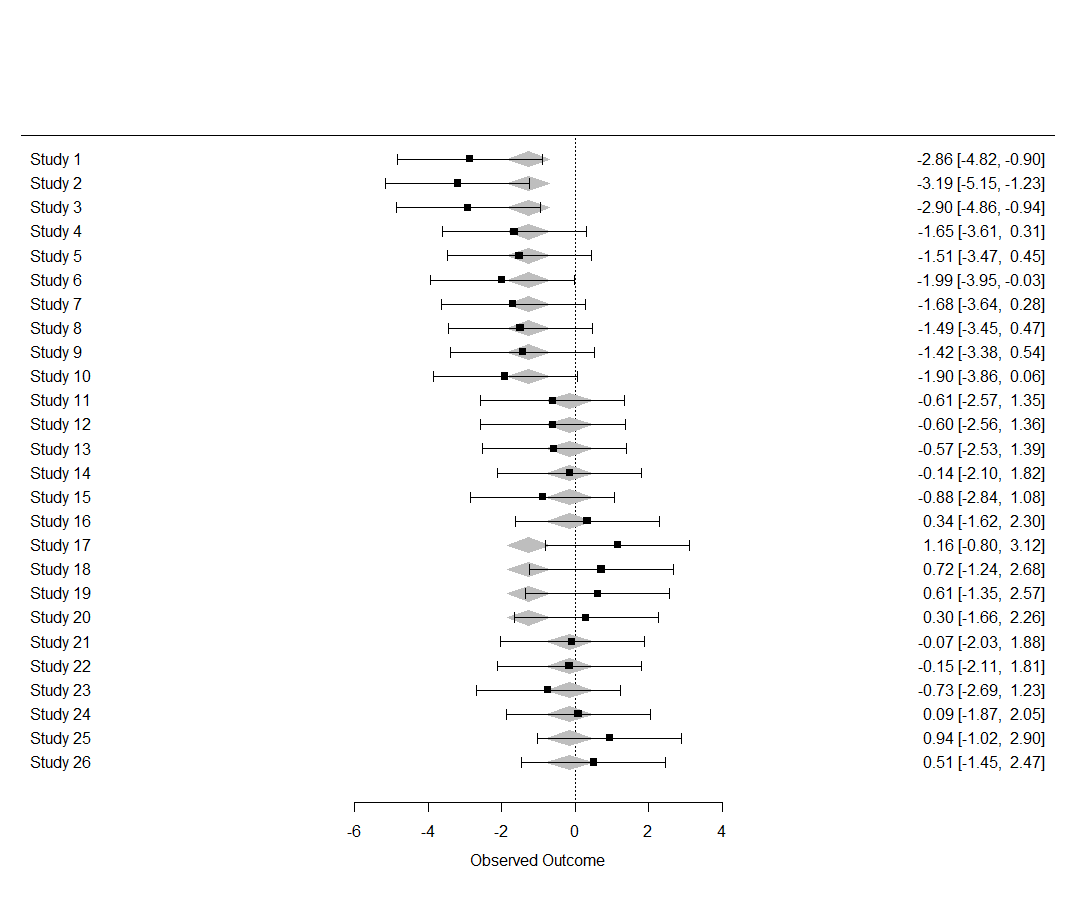 Study 1 -2.86 [-4.82, -0.90]
Study 2 -3.19 [-5.15, -1.23]
Study 3 -2.90 [-4.86, -0.94]
Study 4 -1.65 [-3.61, 0.31]
Study 5 -1.51 [-3.47, 0.45]
Study 6 -1.99 [-3.95, -0.03]
Study 7 -1.68 [-3.64, 0.28]
Study 8 -1.49 [-3.45, 0.47]
Study 9 -1.42 [-3.38, 0.54]
Study 10 -1.90 [-3.86, 0.06]
Study 11 -0.61 [-2.57, 1.35]
Study 12 -0.60 [-2.56, 1.36]
Study 13 -0.57 [-2.53, 1.39]
Study 14 -0.14 [-2.10, 1.82]
Study 15 -0.88 [-2.84, 1.08]
Study 16 0.34 [-1.62, 2.30]
Study 17 1.16 [-0.80, 3.12]
Study 18 0.72 [-1.24, 2.68]
Study 19 0.61 [-1.35, 2.57]
Study 20 0.30 [-1.66, 2.26]
Study 21 -0.07 [-2.03, 1.88]
Study 22 -0.15 [-2.11, 1.81]
Study 23 -0.73 [-2.69, 1.23]
Study 24 0.09 [-1.87, 2.05]
Study 25 0.94 [-1.02, 2.90]
Study 26 0.51 [-1.45, 2.47]
-6 -4 -2 0 2 4
Observed Outcome